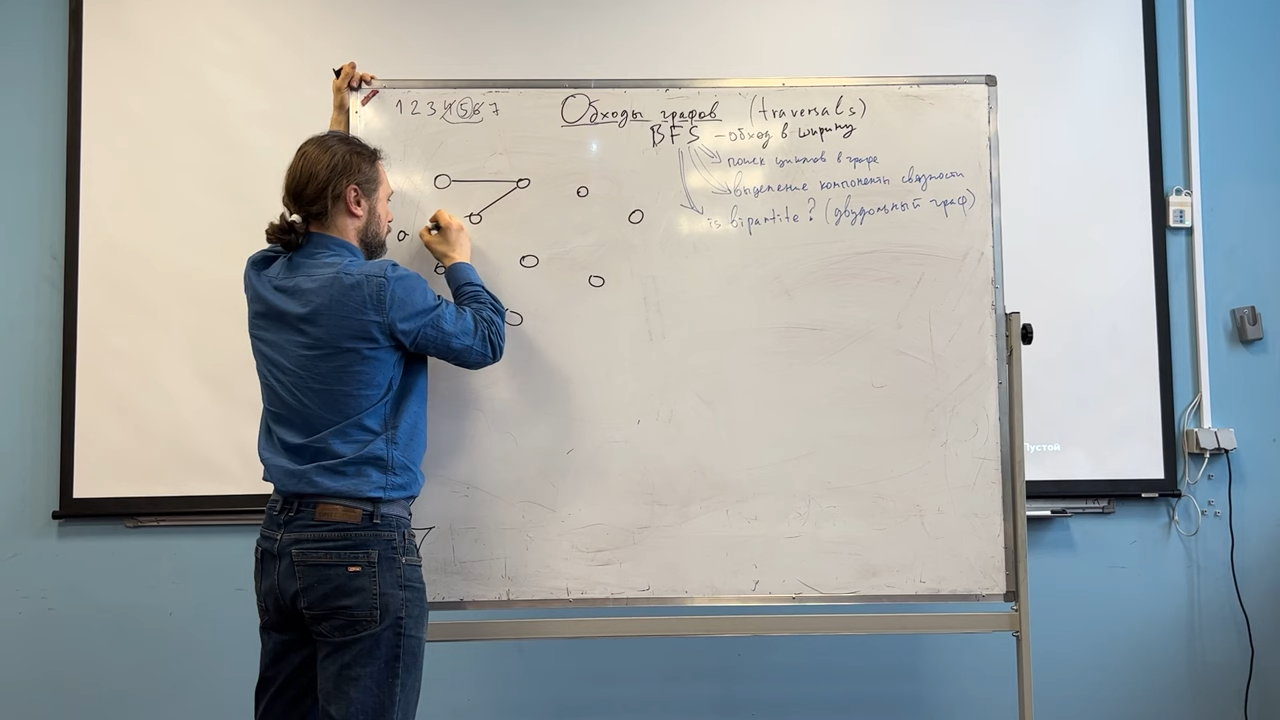 1 2 3 4 5 6 7
Обходы графов (traversals)
BFS – обход в ширину
поиск циклов в графе
выделение компоненты связности
is bipartite? (двудольный граф)
Пустой